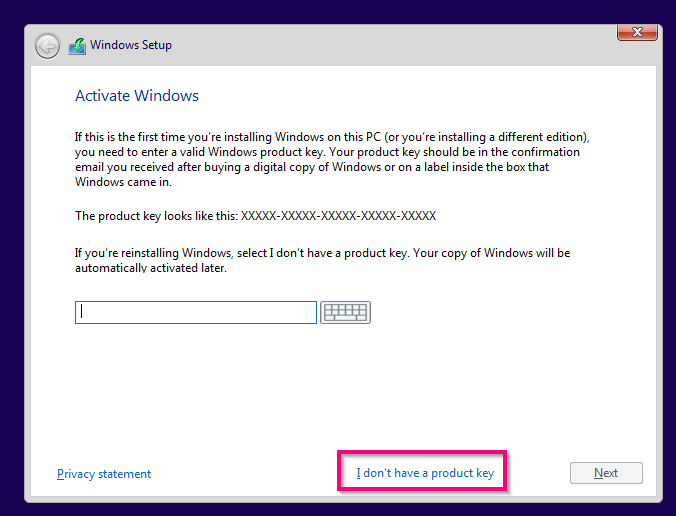 Windows Setup
Activate Windows
If this is the first time you're installing Windows on this PC (or you're installing a different edition),
you need to enter a valid Windows product key. Your product key should be in the confirmation
email you received after buying a digital copy of Windows or on a label inside the box that
Windows came in.
The product key looks like this: XXXXX-XXXXX-XXXXX-XXXXX-XXXXX
If you're reinstalling Windows, select I don't have a product key. Your copy of Windows will be
automatically activated later.
Privacy statement
I don't have a product key
Next